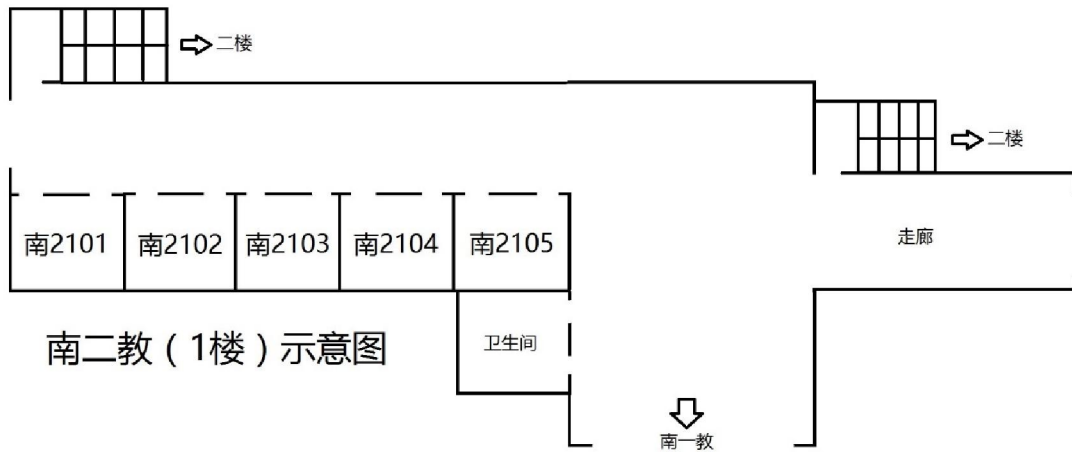 二楼
二楼
南2101
南2102
南2103
南2104
南2105
走廊
南二教（1楼）示意图
卫生间
南一教